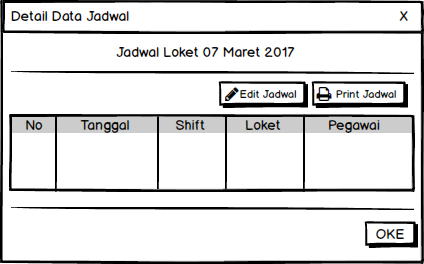 Detail Data Jadwal X
Jadwal Loket 07 Maret 2017
Edit Jadwal Print Jadwal
No Tanggal Shift Loket Pegawai
OKE